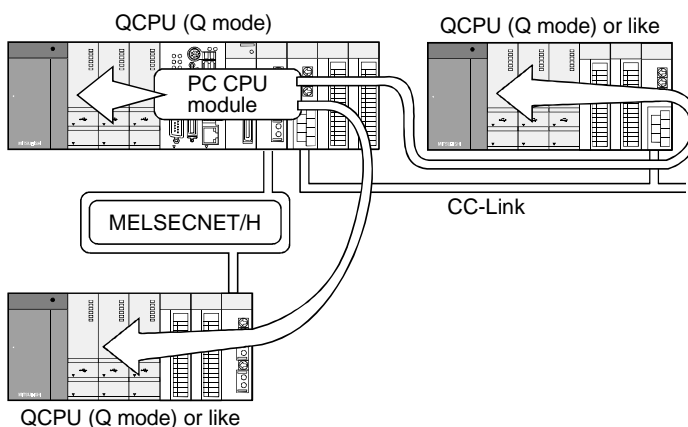 QCPU (Q mode)
QCPU (Q mode) or like
PC CPU
module
CC-Link
MELSECNET/H
QCPU (Q mode) or like